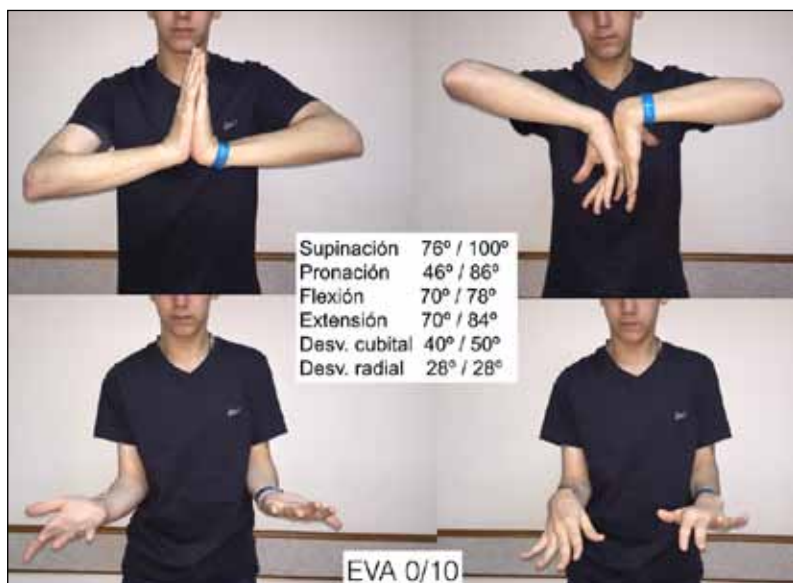 Supinación 76º / 100º
Pronación 46º / 86º
Flexión 70º / 78º
Extensión 70º / 84º
Desv. cubital 40º / 50º
Desv. radial 28º / 28º
EVA 0/10